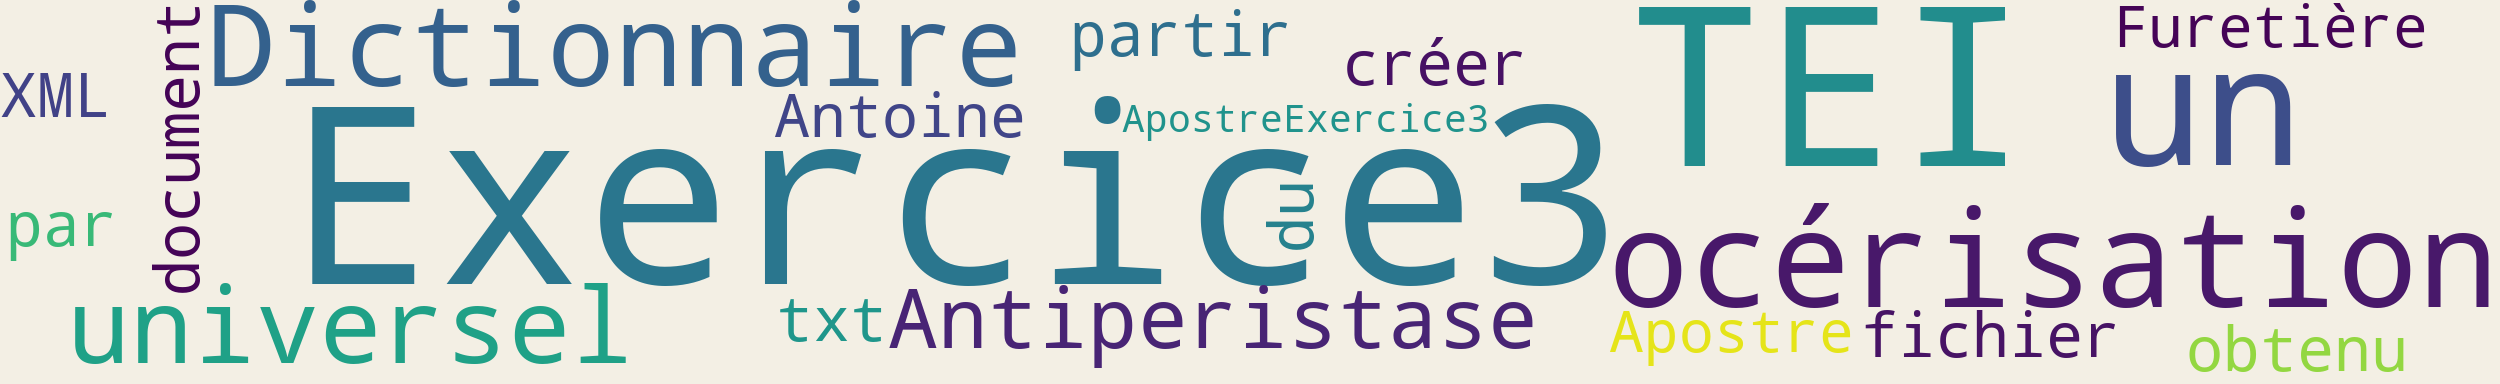 Dictionnaire
partir
TEI
Furetière
créer
XML
document
Antoine
ApostreExercice3
un
Exercice3
du
par
océrisation
universel
txt
Antiperistase
Apostre
fichier
obtenu